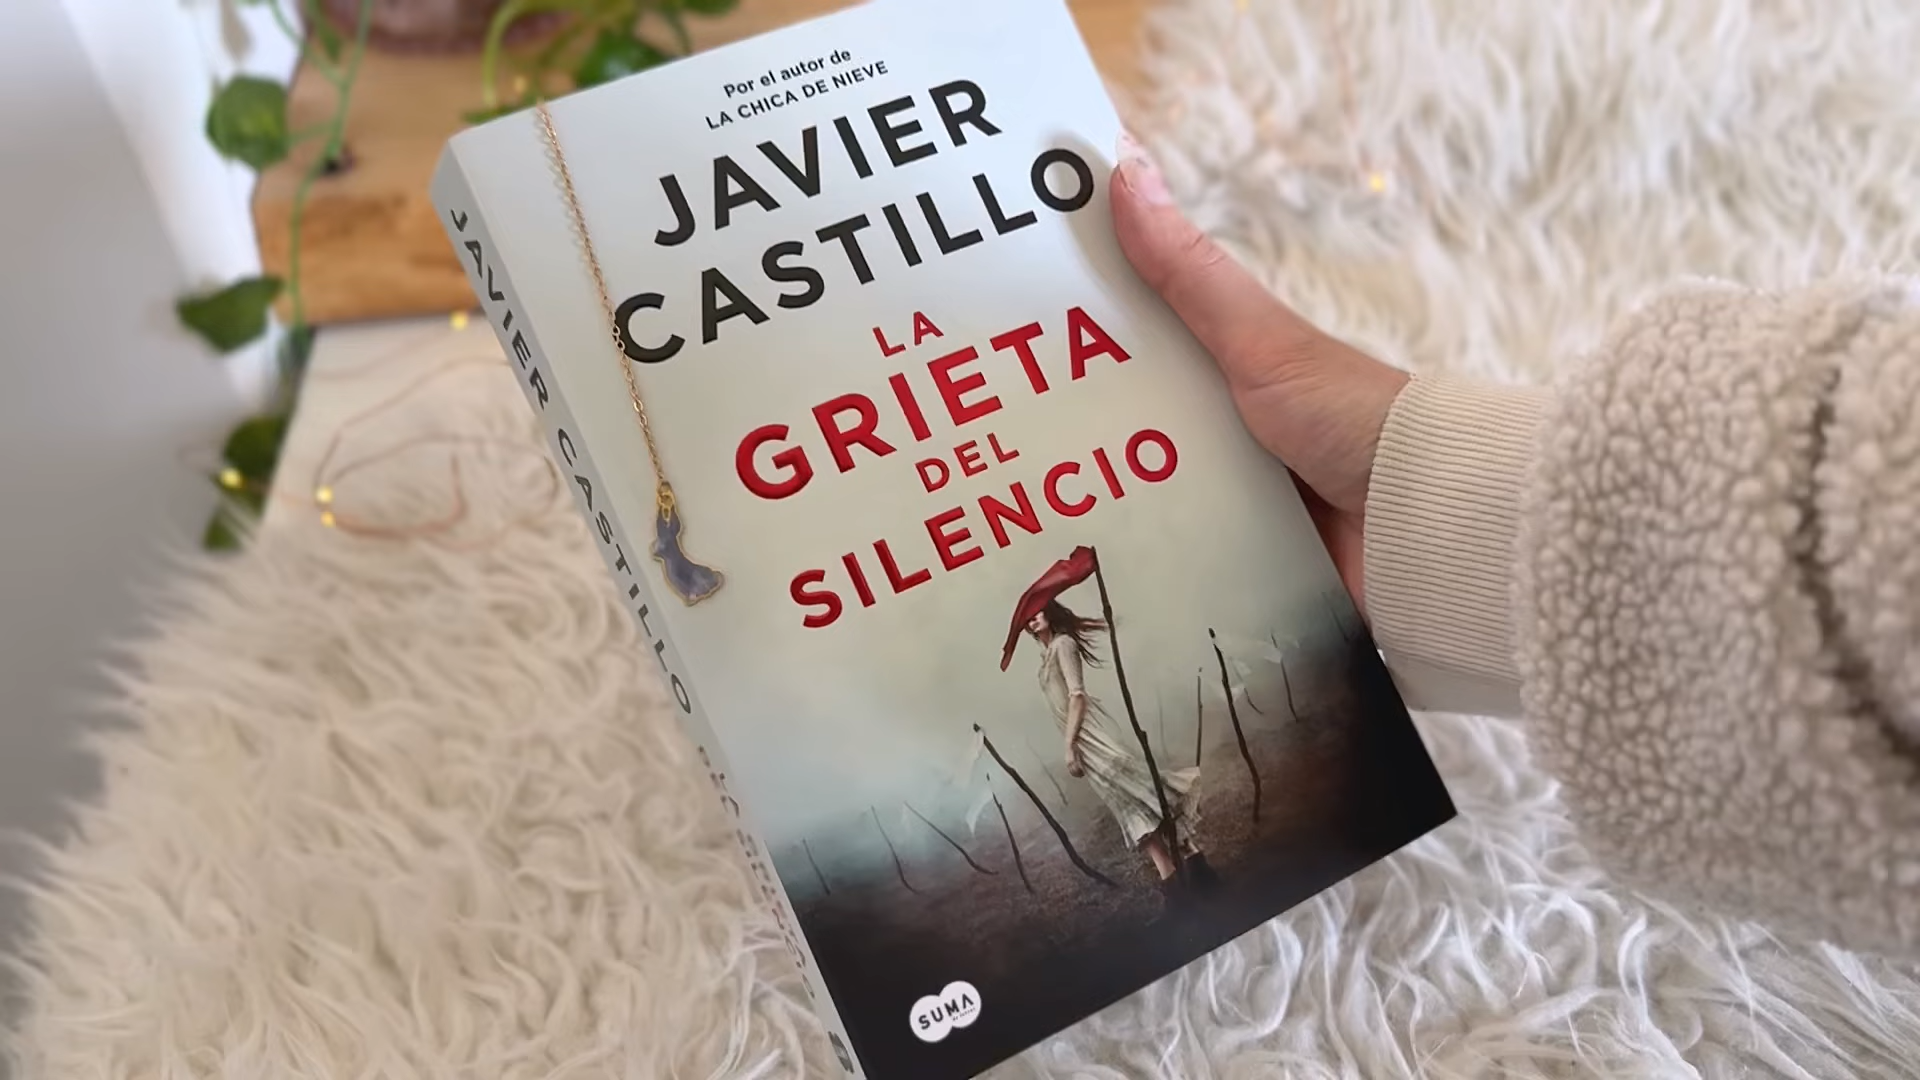 Por el autor de
LA CHICA DE NIEVE
JAVIER
CASTILLO
LA
GRIETA
DEL
SILENCIO
SUMA
JAVIER CASTILLO